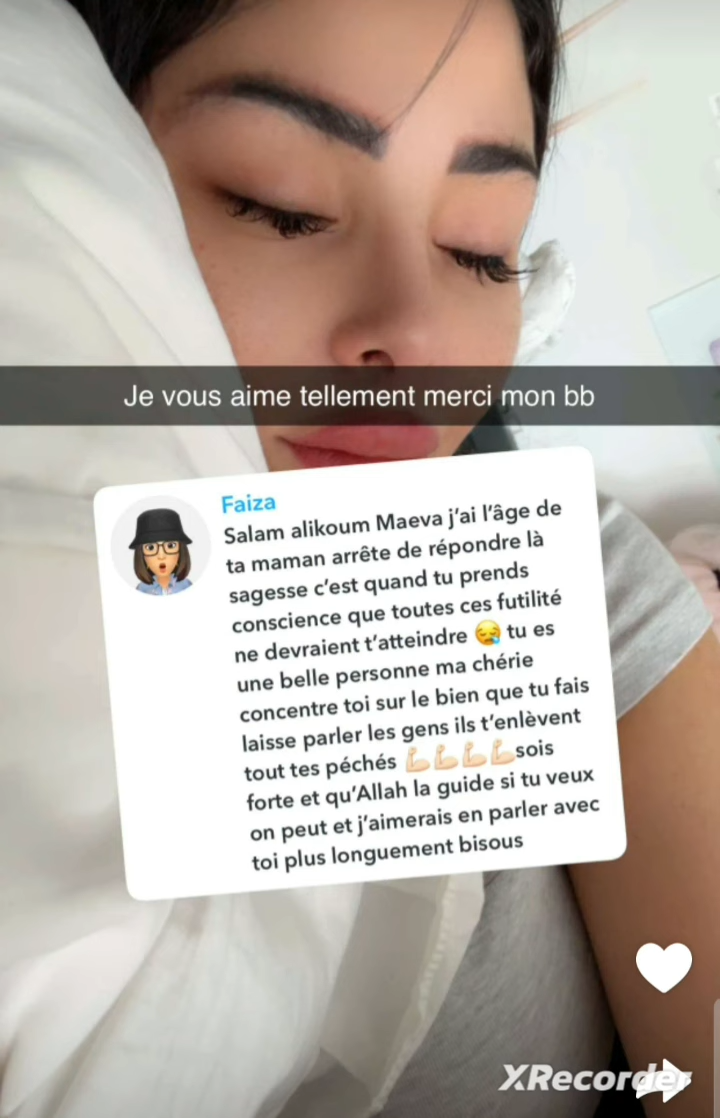 Je vous aime tellement merci mon bb
Faiza
Salam alikoum Maeva j'ai l'âge de
ta maman arrête de répondre là
sagesse c'est quand tu prends
conscience que toutes ces futilité
ne devraient t'atteindre 😪 tu es
une belle personne ma chérie
concentre toi sur le bien que tu fais
laisse parler les gens ils t'enlèvent
tout tes péchés 💪🏻💪🏻💪🏻💪🏻sois
forte et qu'Allah la guide si tu veux
on peut et j'aimerais en parler avec
toi plus longuement bisous
XRecorder